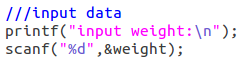 ///input data
printf("input weight:\n");
scanf("%d",&weight);